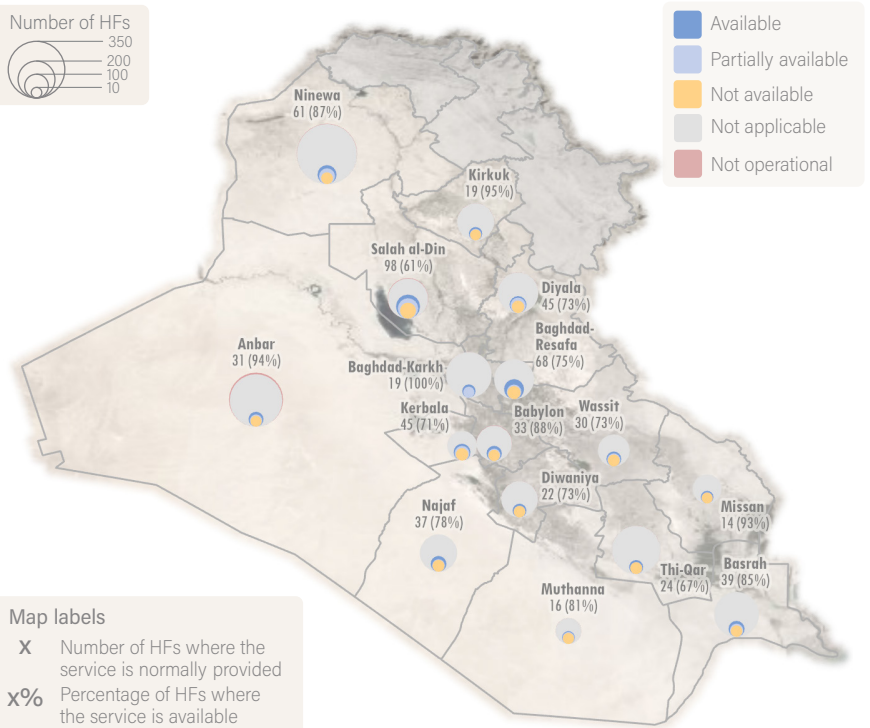 Number of HFs
350
200
100
10
Available
Partially available
Not available
Not applicable
Not operational
Ninewa
61 (87%)
Kirkuk
19 (95%)
Salah al-Din
98 (61%)
Diyala
45 (73%)
Baghdad-
Resafa
68 (75%)
Anbar
31 (94%)
Baghdad-Karkh
19 (100%)
Kerbala
45 (71%)
Babylon
33 (88%)
Wassit
30 (73%)
Diwaniya
22 (73%)
Najaf
37 (78%)
Missan
14 (93%)
Thi-Qar
24 (67%)
Basrah
39 (85%)
Muthanna
16 (81%)
Map labels
X Number of HFs where the
service is normally provided
x% Percentage of HFs where
the service is available